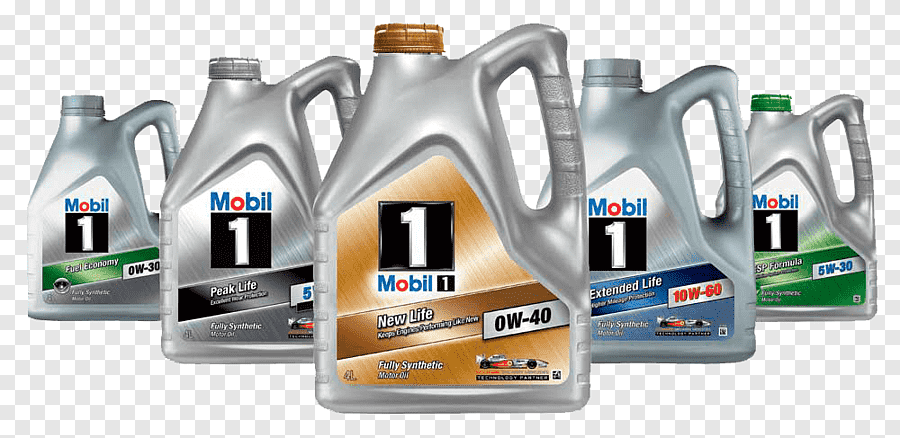 Mobil
1
Fuel Economy
0W-30
Fully Synthetic
Motor Oil
Mobil
1
Peak Life
Excellent Wear Protection
5
Fully Synthetic
Motor Oil
4L
1
Mobil 1
New Life
Keeps Engines Performing Like New
0W-40
Fully Synthetic
Motor Oil
4L
TECHNOLOGY PARTNER
Mobil
1
Extended Life
Higher Mileage Protection
10W-60
Fully Synthetic
Motor Oil
TECHNOLOGY PARTNER
Mobil
1
SP Formula
5W-30
Fully Synthetic
Motor Oil